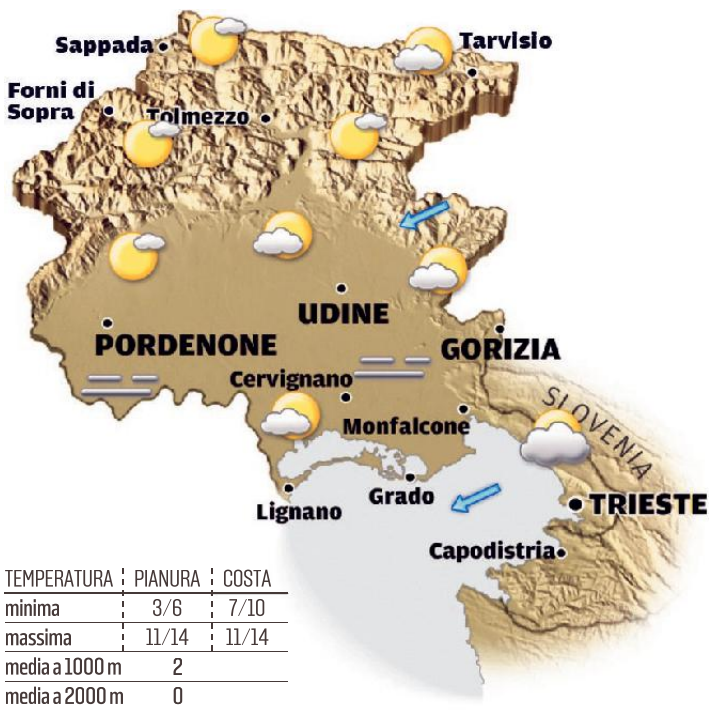 Sappada
Tarvisio
Forni di
Sopra
Tolmezzo
UDINE
PORDENONE
GORIZIA
Cervignano
SLOVENIA
Monfalcone
Grado
Lignano
TRIESTE
Capodistria
TEMPERATURA PIANURA COSTA
minima 3/6 7/10
massima 11/14 11/14
media a 1000 m 2
media a 2000 m 0